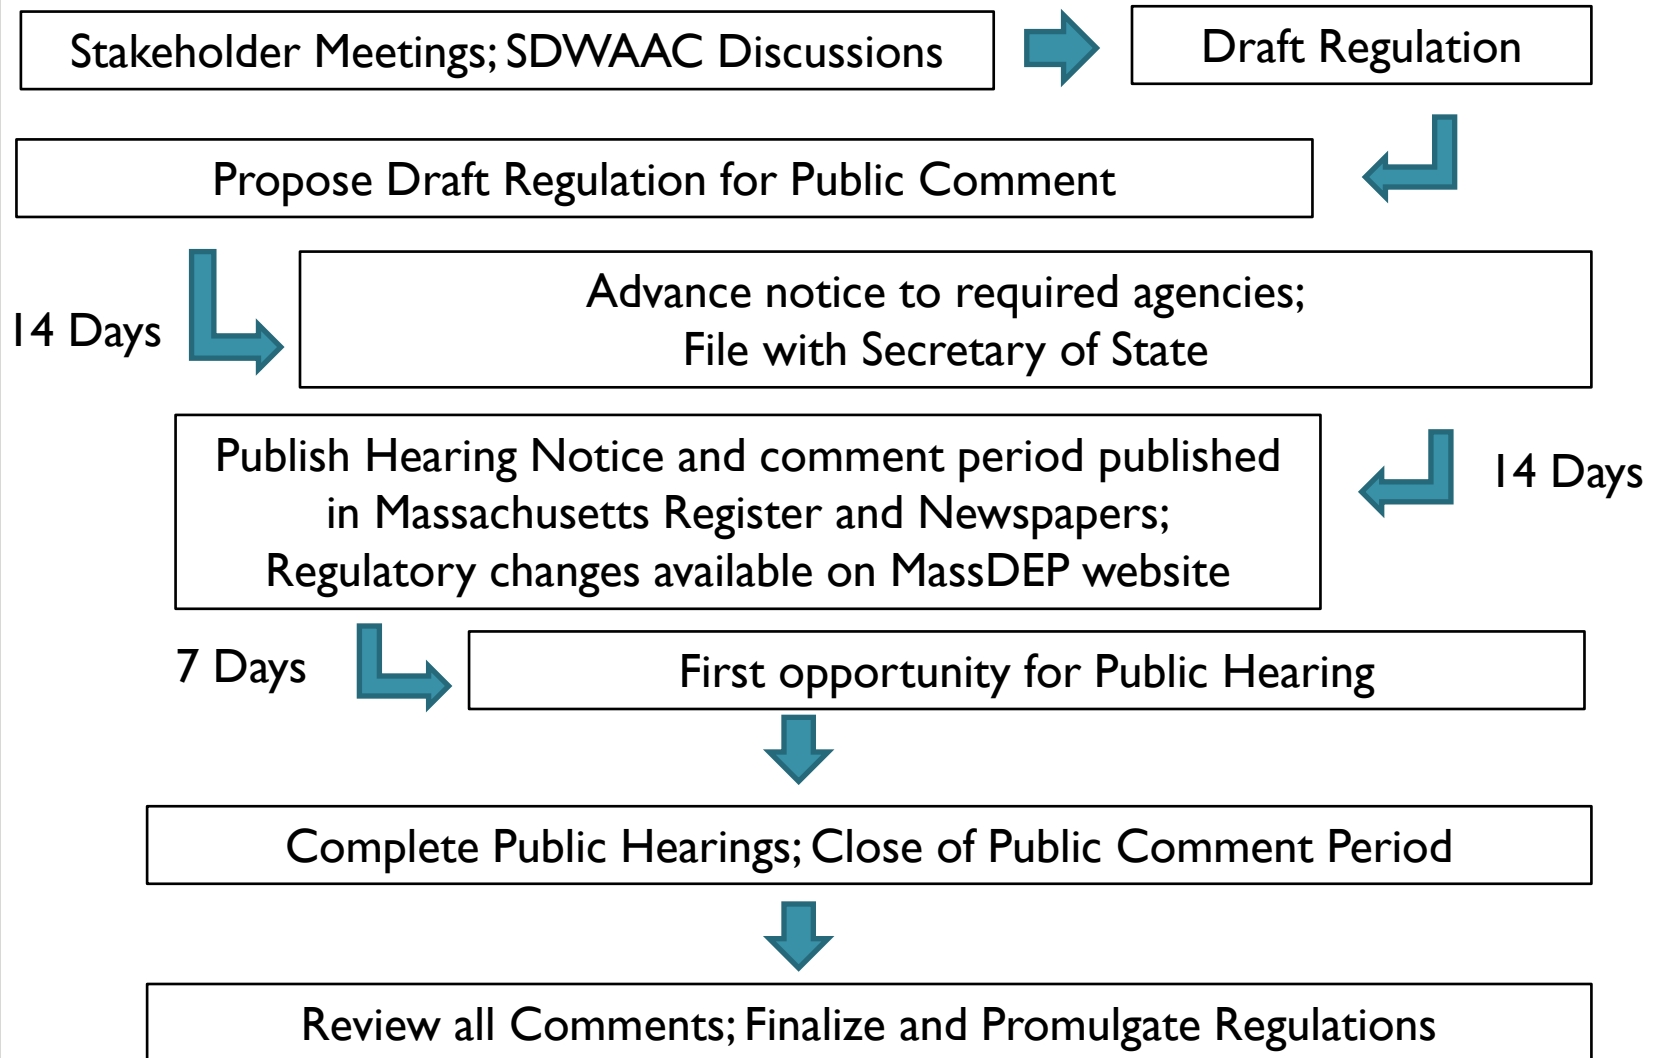 Stakeholder Meetings; SDWAAC Discussions
Draft Regulation
Propose Draft Regulation for Public Comment
14 Days
Advance notice to required agencies;
File with Secretary of State
Publish Hearing Notice and comment period published
in Massachusetts Register and Newspapers;
Regulatory changes available on MassDEP website
14 Days
7 Days
First opportunity for Public Hearing
Complete Public Hearings; Close of Public Comment Period
Review all Comments; Finalize and Promulgate Regulations